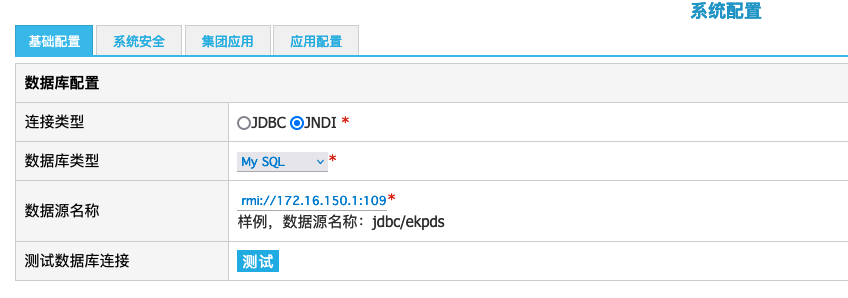 系统配置
基础配置 系统安全 集团应用 应用配置
数据库配置
连接类型 JDBC JNDI *
数据库类型 My SQL *
数据源名称 rmi://172.16.150.1:109*
样例，数据源名称：jdbc/ekpds
测试数据库连接 测试